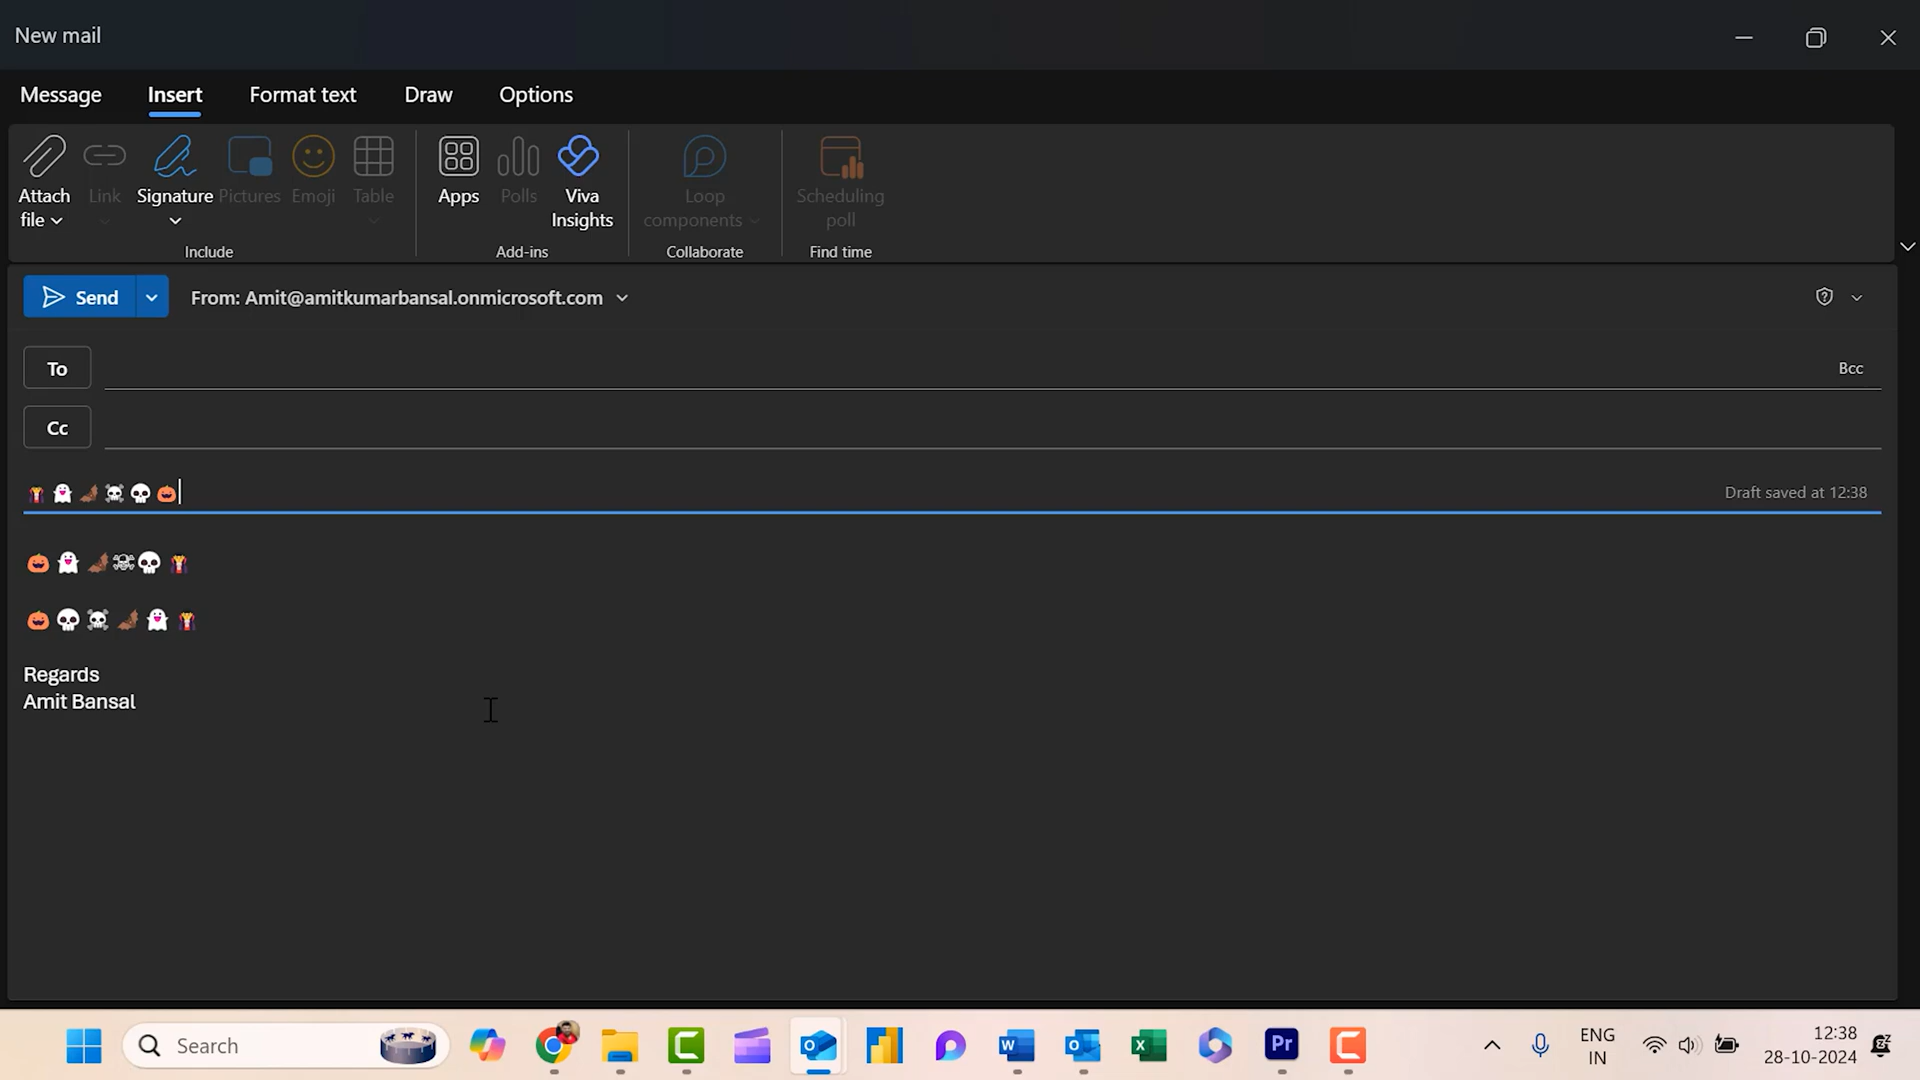 New mail
Message Insert Format text Draw Options
Attach file Link Signature Pictures Emoji Table Apps Polls Viva Insights Loop components Scheduling poll
Include Add-ins Collaborate Find time
Send From: Amit@amitkumarbansal.onmicrosoft.com
To Bcc
Cc
🧛👻🦇☠️💀🎃 Draft saved at 12:38
🎃👻🦇☠️💀🧛
🎃💀☠️🦇👻🧛
Regards
Amit Bansal
Search Pr ENG 12:38
IN 28-10-2024